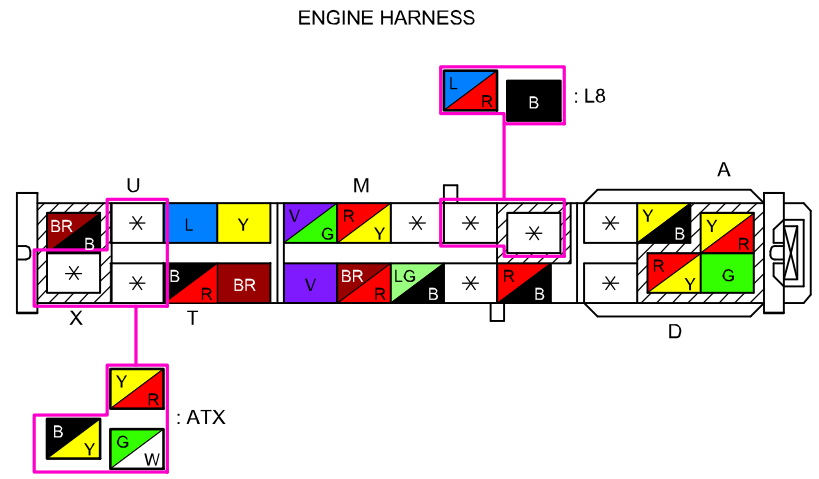 ENGINE HARNESS
L R B : L8
U M A
BR B * L Y V G R Y * * * * Y B Y R
* * B R BR V BR R LG B * R B * R Y G
X T D
Y R
: ATX
B Y G W